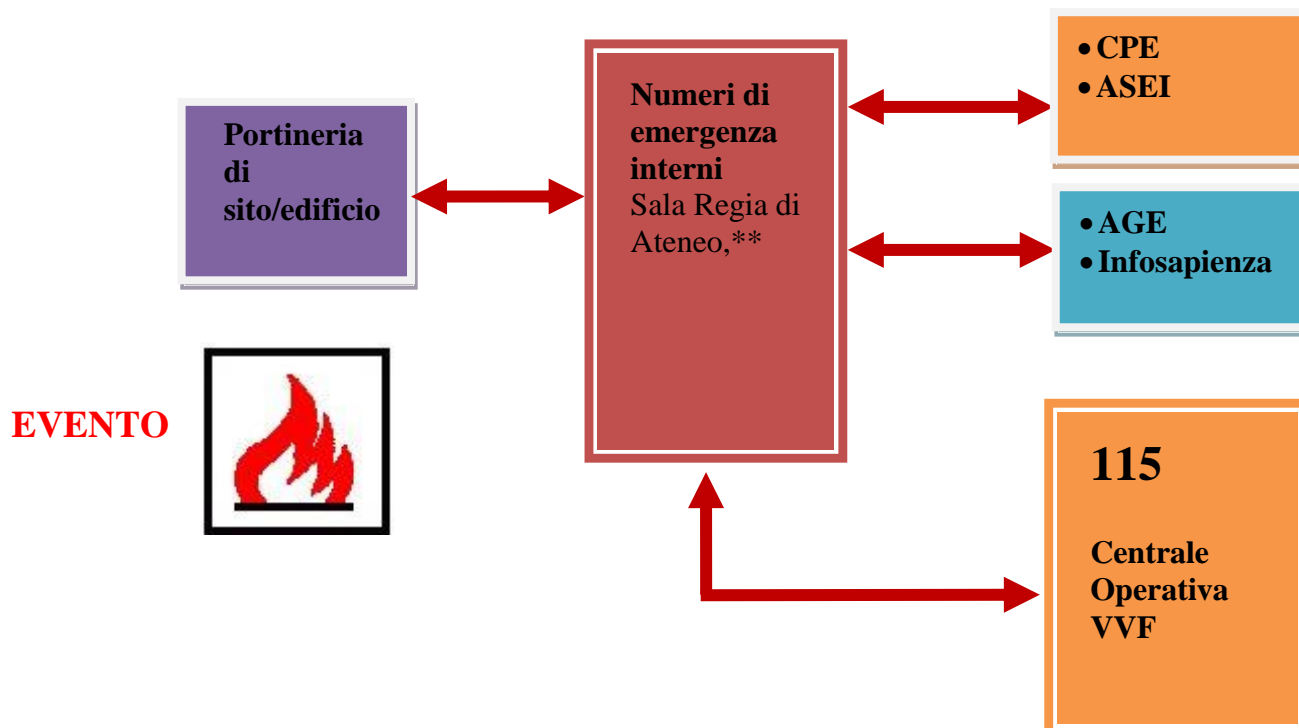 Portineria
di
sito/edificio
EVENTO
Numeri di
emergenza
interni
Sala Regia di
Ateneo,**
• CPE
• ASEI
• AGE
• Infosapienza
115
Centrale
Operativa
VVF